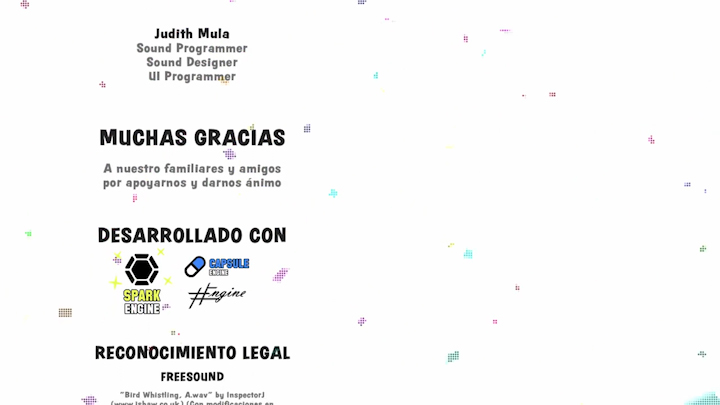 Judith Mula
Sound Programmer
Sound Designer
UI Programmer
MUCHAS GRACIAS
A nuestro familiares y amigos
por apoyarnos y darnos ánimo
DESARROLLADO CON
SPARK
ENGINE
CAPSULE
ENGINE
#Engine
RECONOCIMIENTO LEGAL
FREESOUND
"Bird Whistling, A.wav" by InspectorJ
(www.jshaw.co.uk) (Con modificaciones en